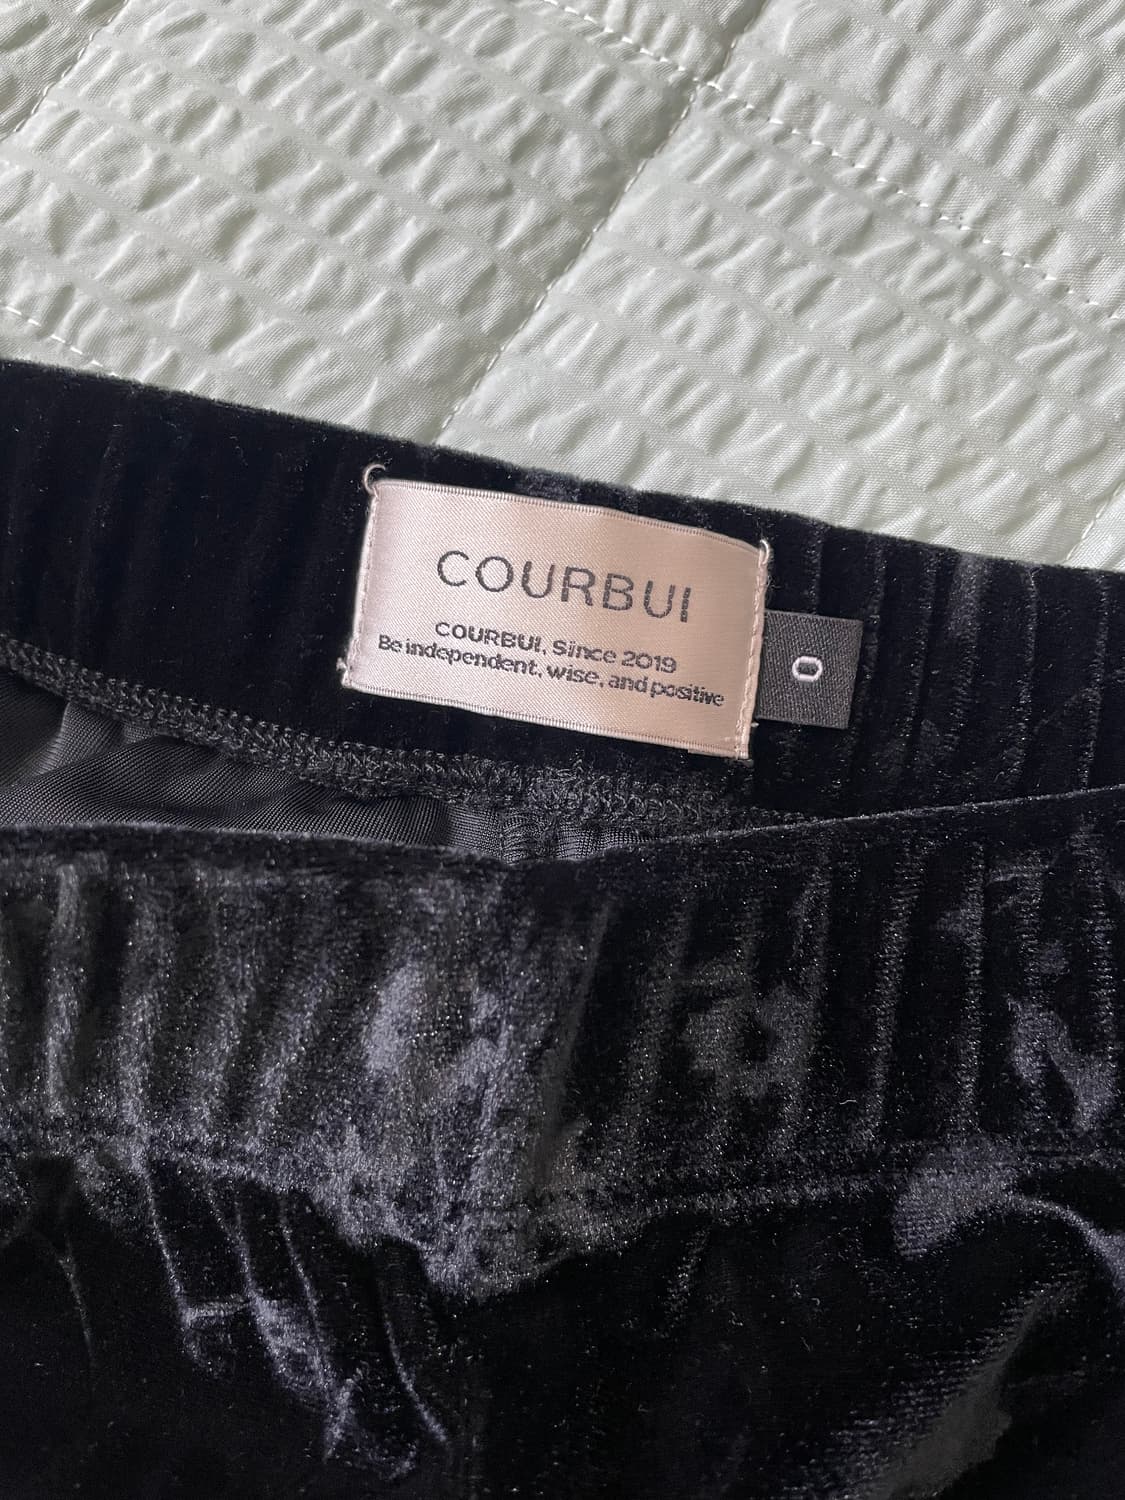 COURBUI
COURBUI, Since 2019
Be independent, wise, and positive
0